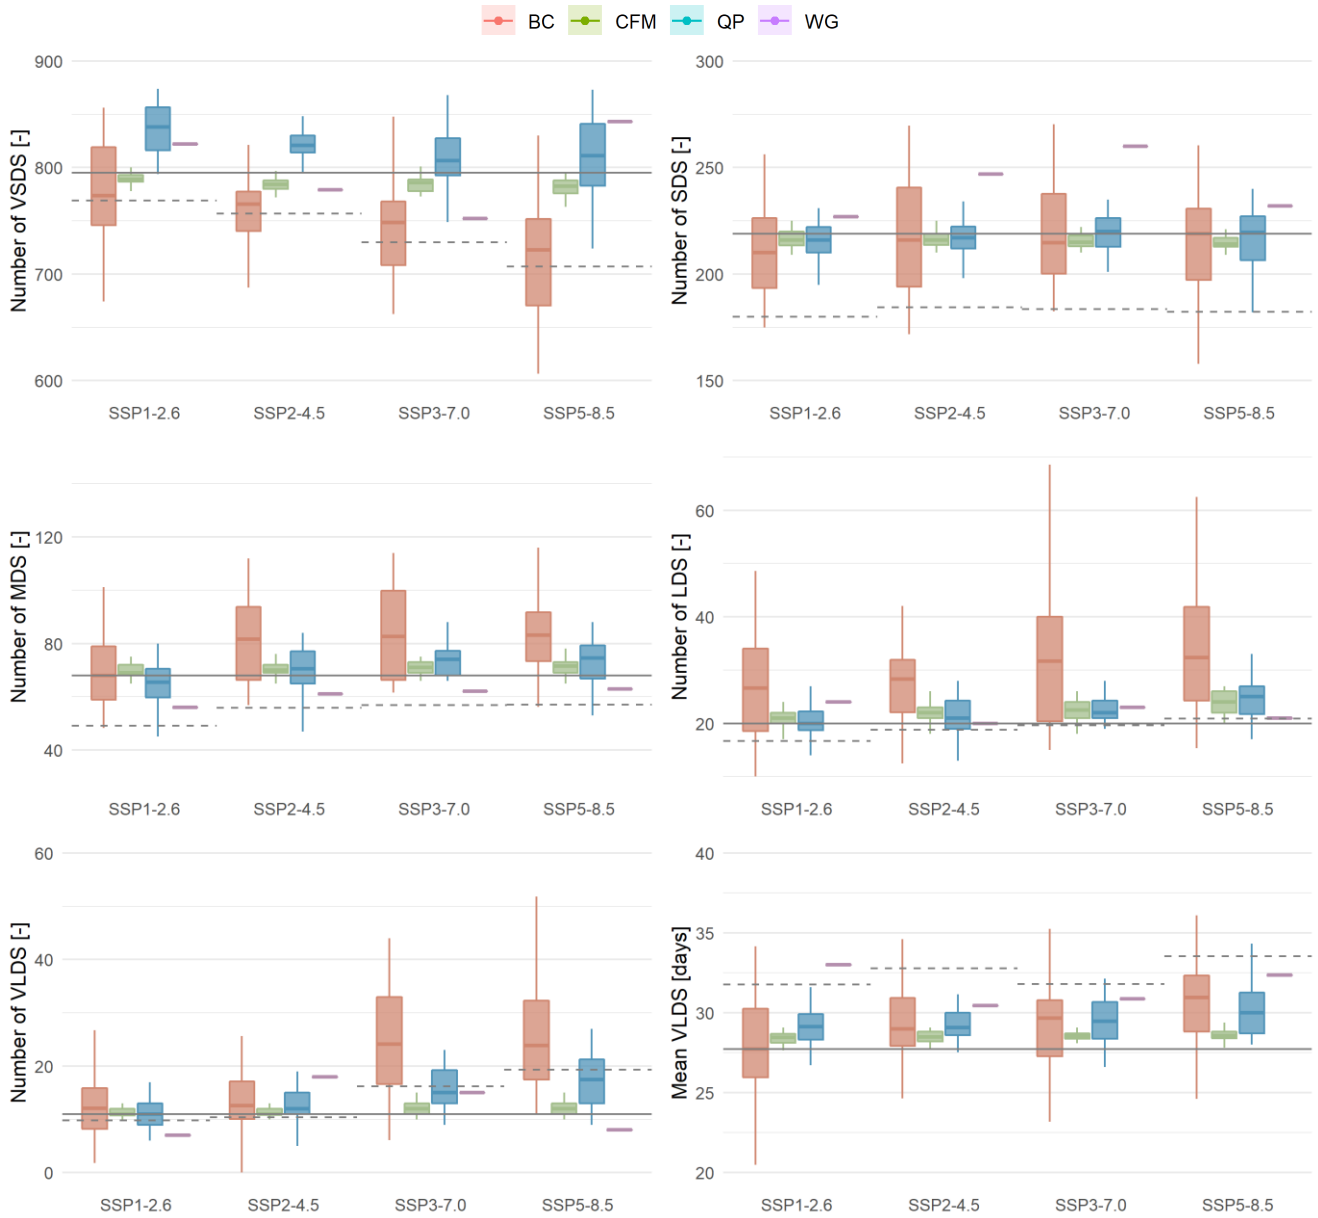 BC CFM QP WG
Number of VSDS [-]
900
800
700
600
SSP1-2.6 SSP2-4.5 SSP3-7.0 SSP5-8.5
Number of SDS [-]
300
250
200
150
SSP1-2.6 SSP2-4.5 SSP3-7.0 SSP5-8.5
Number of MDS [-]
120
80
40
SSP1-2.6 SSP2-4.5 SSP3-7.0 SSP5-8.5
Number of LDS [-]
60
40
20
SSP1-2.6 SSP2-4.5 SSP3-7.0 SSP5-8.5
Number of VLDS [-]
60
40
20
0
SSP1-2.6 SSP2-4.5 SSP3-7.0 SSP5-8.5
Mean VLDS [days]
40
35
30
25
20
SSP1-2.6 SSP2-4.5 SSP3-7.0 SSP5-8.5